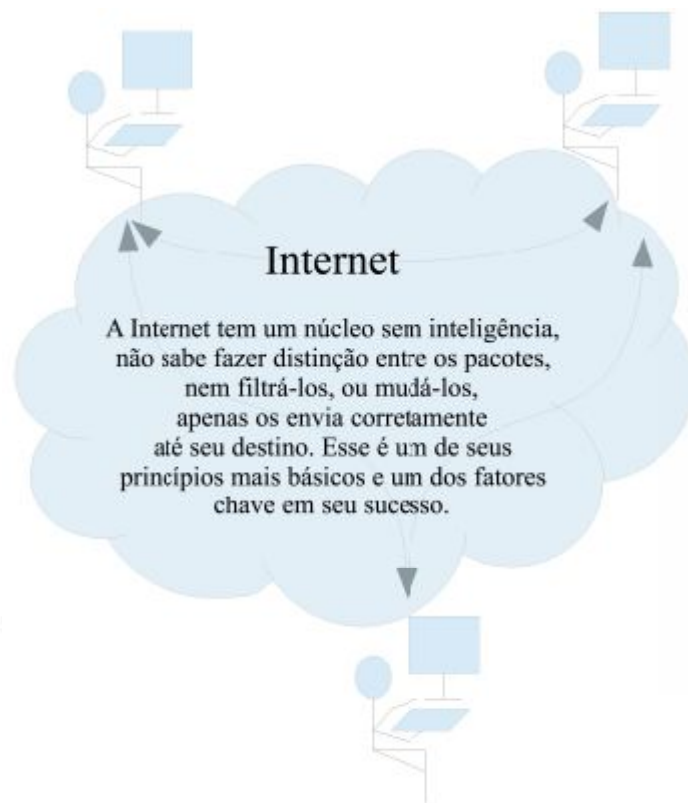 Internet
A Internet tem um núcleo sem inteligência,
não sabe fazer distinção entre os pacotes,
nem filtrá-los, ou mudá-los,
apenas os envia corretamente
até seu destino. Esse é um de seus
princípios mais básicos e um dos fatores
chave em seu sucesso.